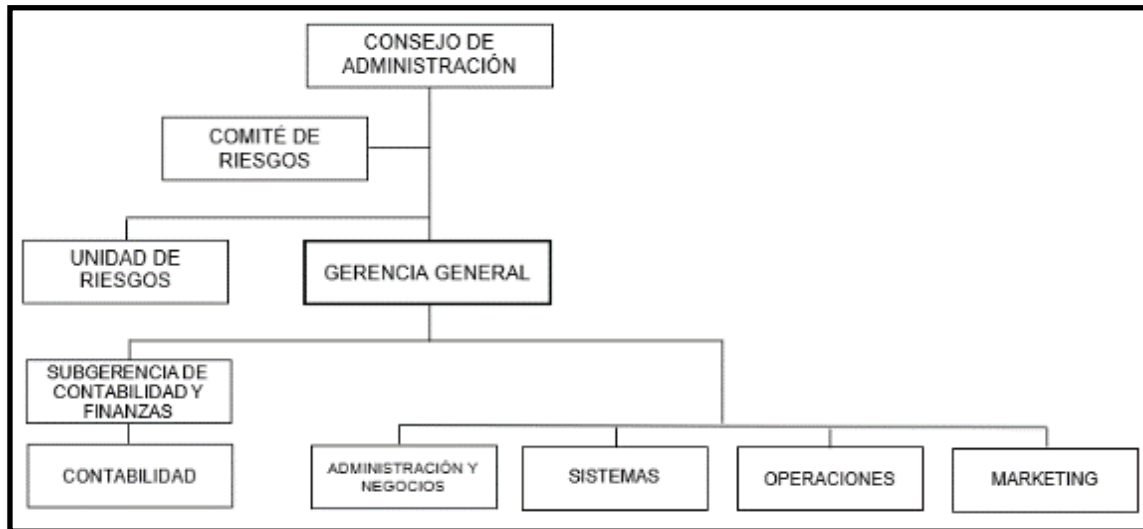 CONSEJO DE
ADMINISTRACIÓN
COMITÉ DE
RIESGOS
UNIDAD DE
RIESGOS
GERENCIA GENERAL
SUBGERENCIA DE
CONTABILIDAD Y
FINANZAS
CONTABILIDAD
ADMINISTRACIÓN Y
NEGOCIOS
SISTEMAS
OPERACIONES
MARKETING